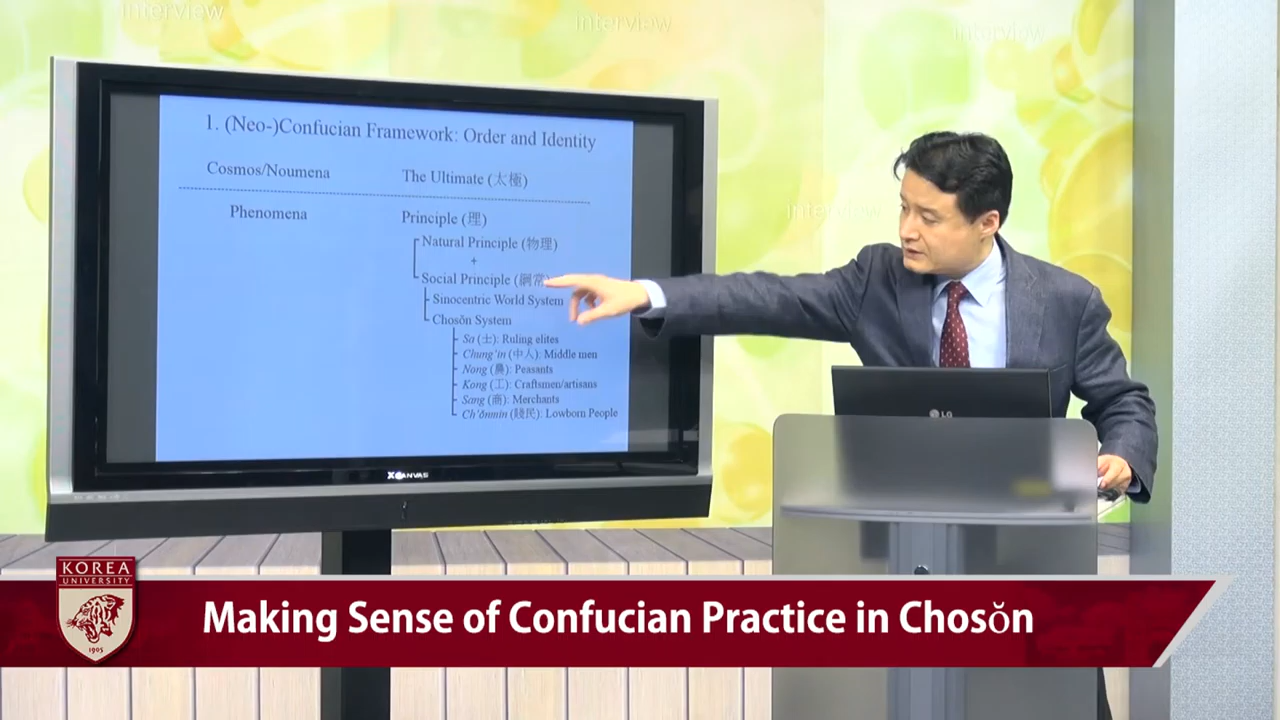 interview
interview
interview
1. (Neo-)Confucian Framework: Order and Identity
Cosmos/Noumena The Ultimate (太極)
Phenomena Principle (理)
Natural Principle (物理)
+
Social Principle (綱常)
Sinocentric World System
Chosŏn System
Sa (士): Ruling elites
Chung'in (中人): Middle men
Nong (農): Peasants
Kong (工): Craftsmen/artisans
Sang (商): Merchants
Ch'ŏnmin (賤民): Lowborn People
interview
XCANVAS
LG
KOREA
UNIVERSITY
1905
Making Sense of Confucian Practice in Chosŏn